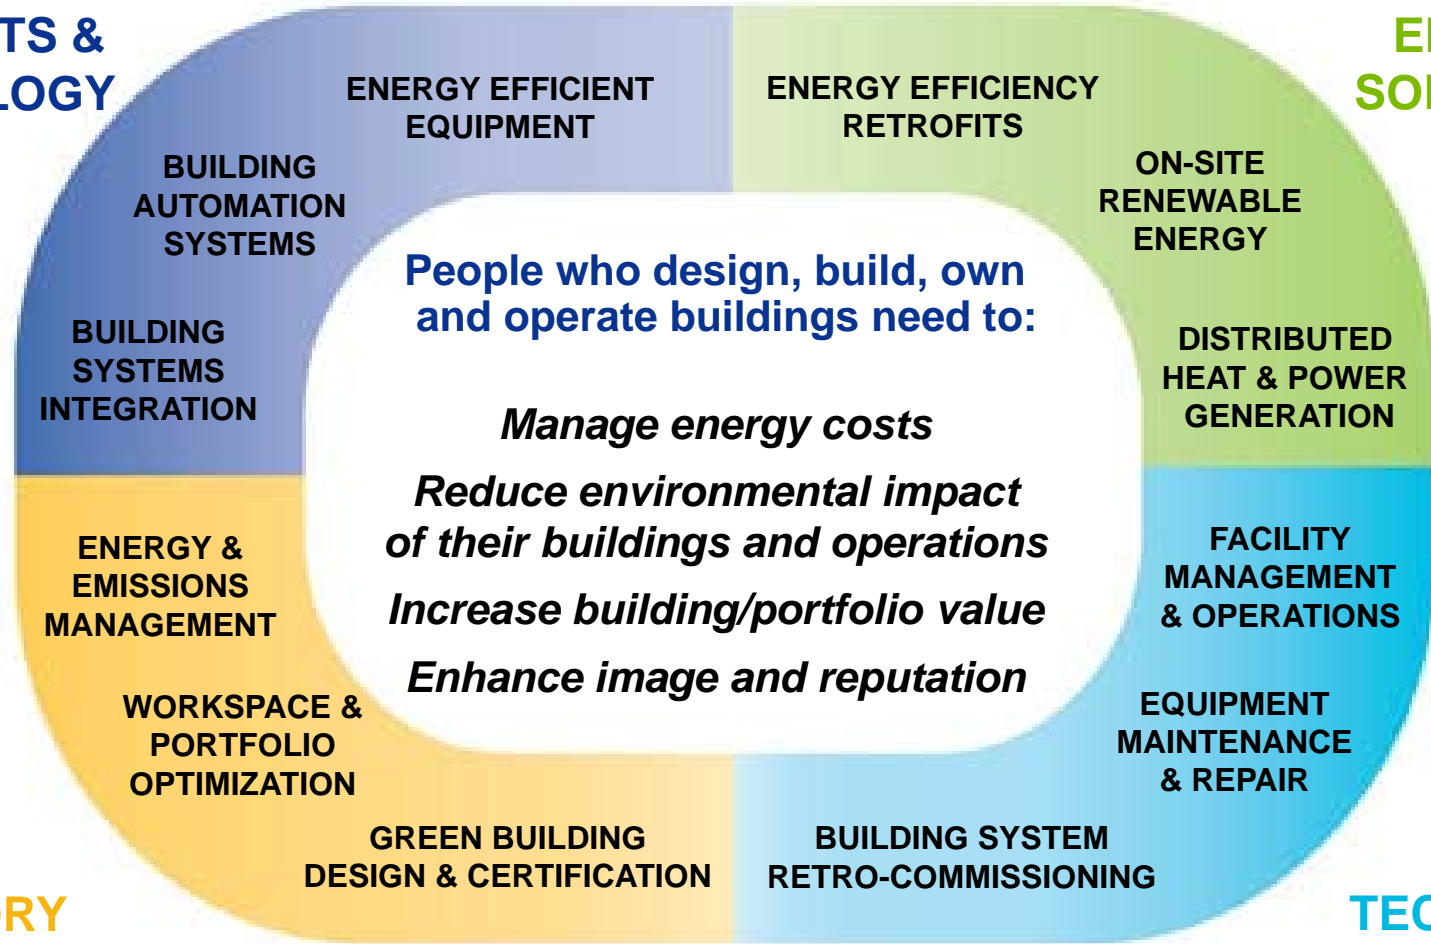 TS &
LOGY
ENERGY EFFICIENT
EQUIPMENT
BUILDING
AUTOMATION
SYSTEMS
BUILDING
SYSTEMS
INTEGRATION
ENERGY EFFICIENCY
RETROFITS
ON-SITE
RENEWABLE
ENERGY
DISTRIBUTED
HEAT & POWER
GENERATION
SOL
People who design, build, own
and operate buildings need to:
Manage energy costs
Reduce environmental impact
of their buildings and operations
Increase building/portfolio value
Enhance image and reputation
ENERGY &
EMISSIONS
MANAGEMENT
WORKSPACE &
PORTFOLIO
OPTIMIZATION
GREEN BUILDING
DESIGN & CERTIFICATION
ORY
FACILITY
MANAGEMENT
& OPERATIONS
EQUIPMENT
MAINTENANCE
& REPAIR
BUILDING SYSTEM
RETRO-COMMISSIONING
TEC